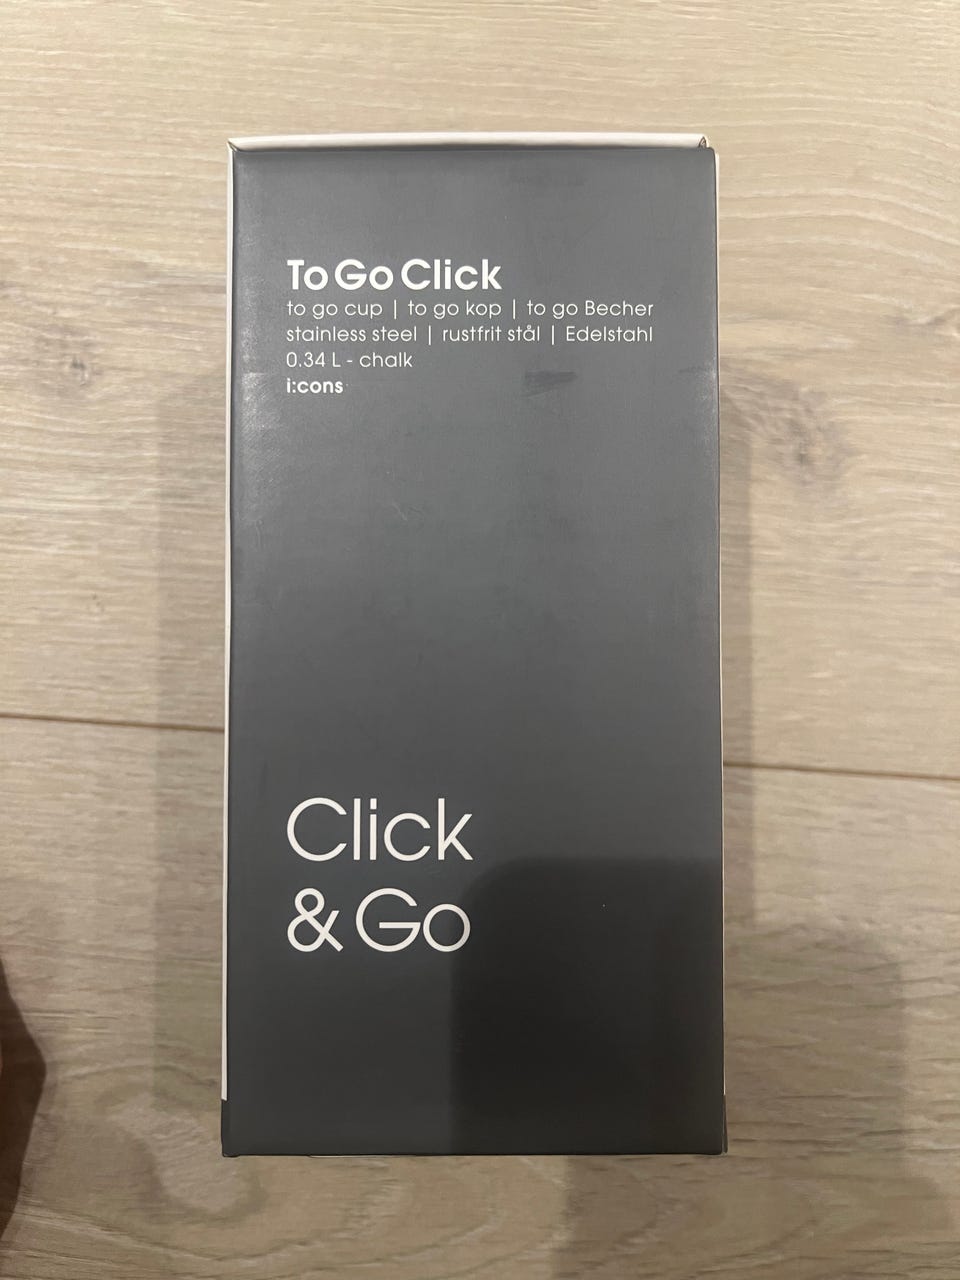 To Go Click
to go cup | to go kop | to go Becher
stainless steel | rustfrit stål | Edelstahl
0.34 L - chalk
i:cons
Click
& Go